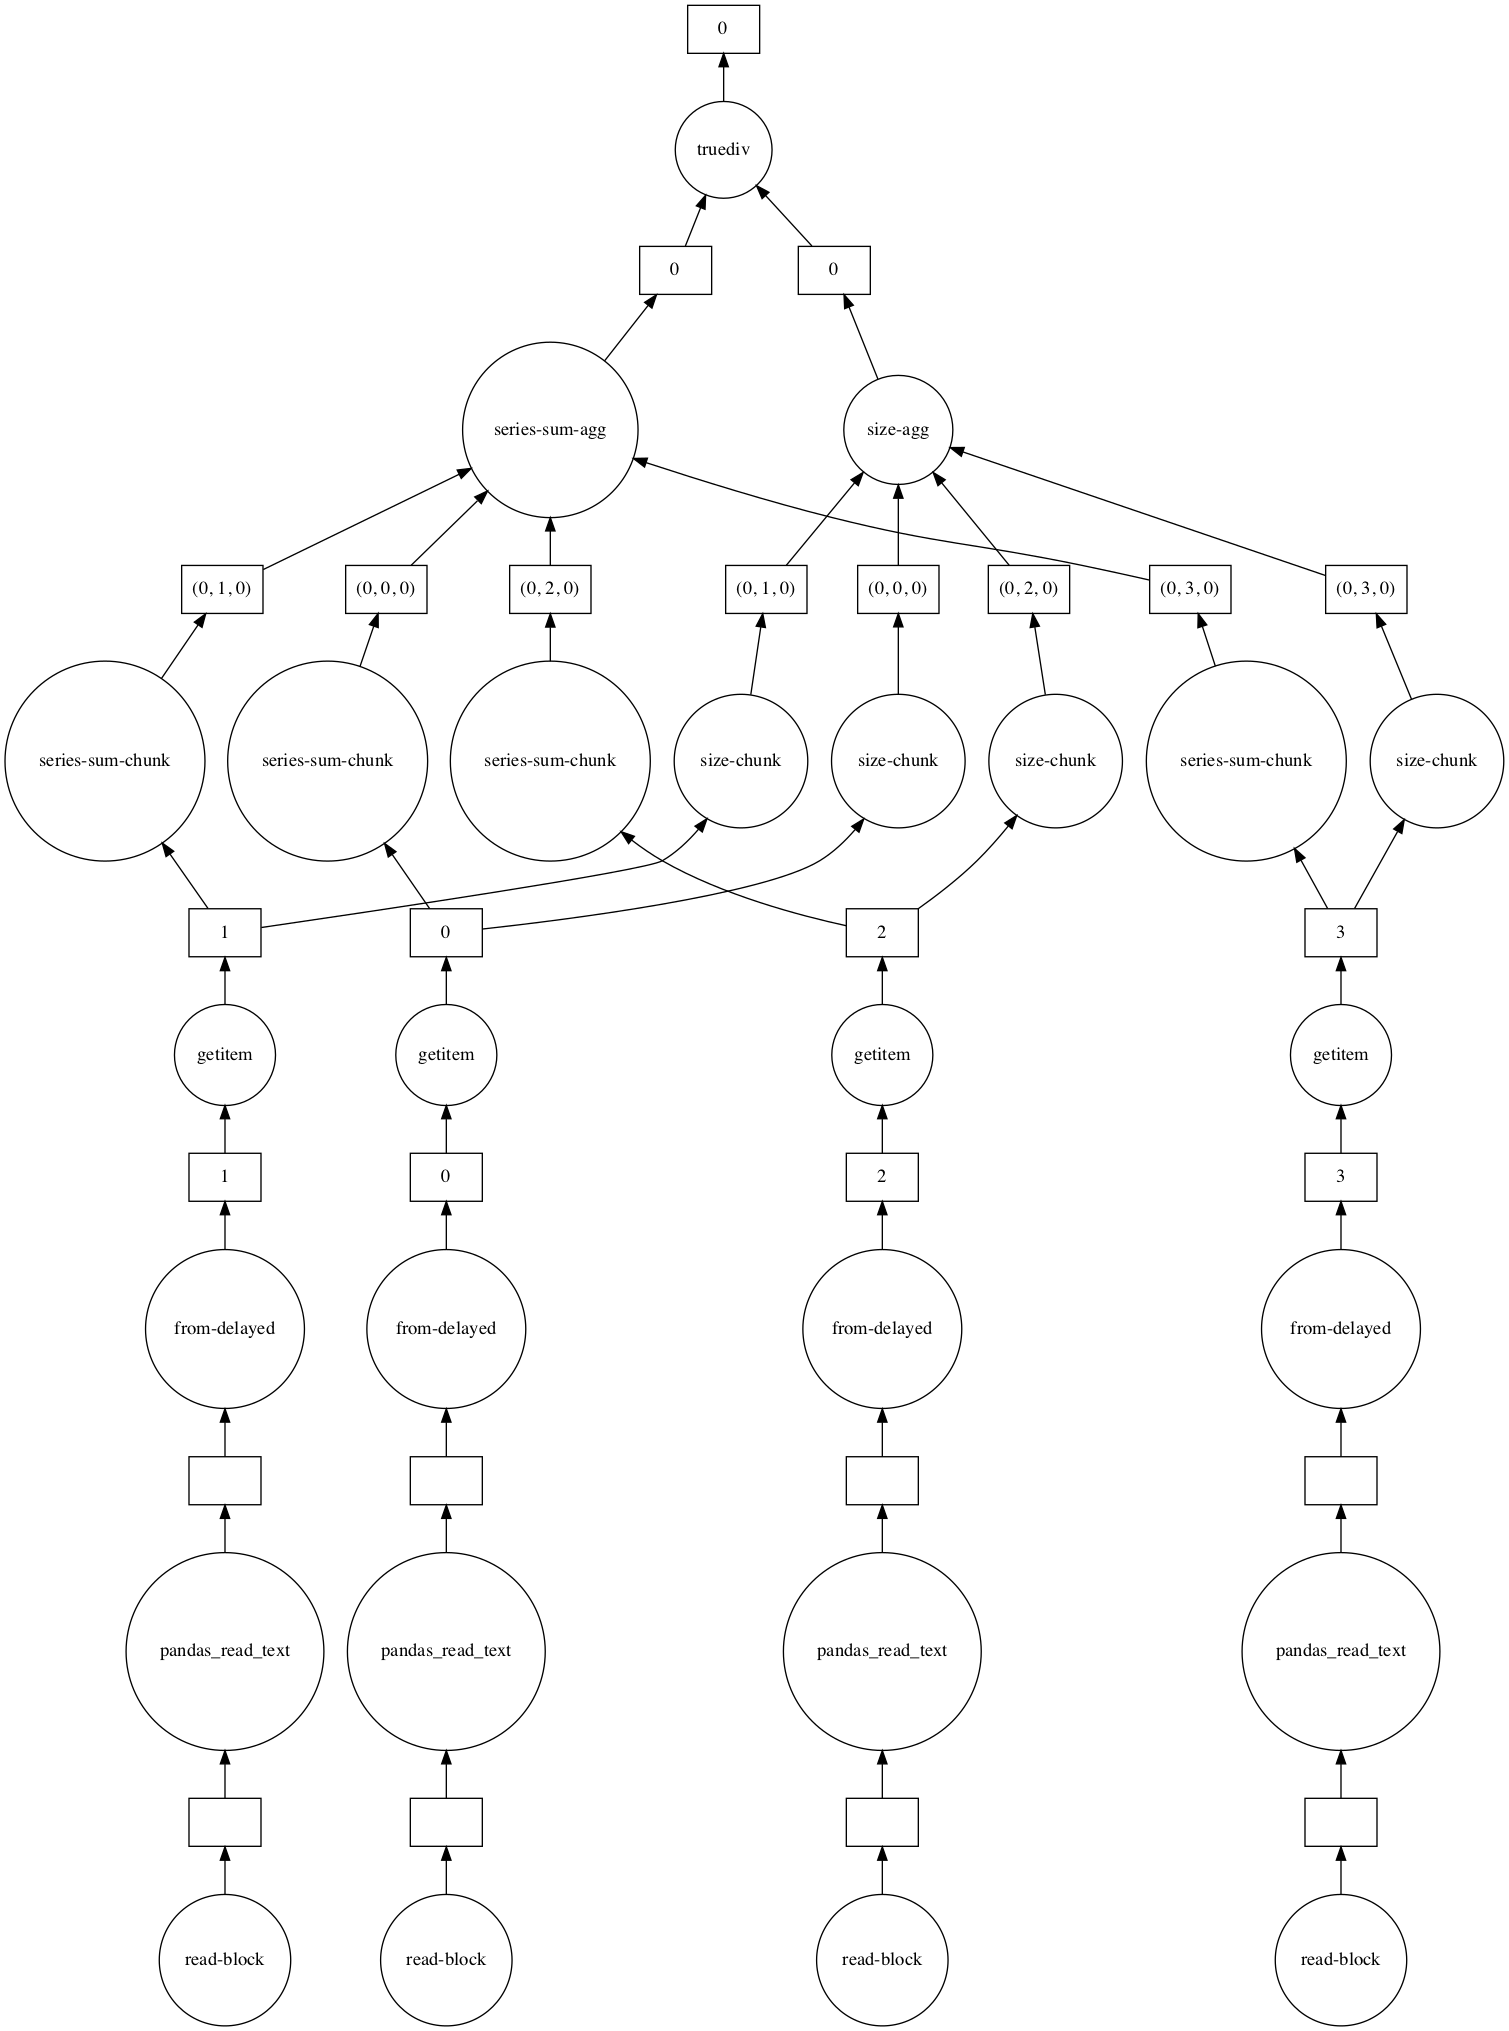 0
truediv
0
0
series-sum-agg
size-agg
(0, 1, 0)
(0, 0, 0)
(0, 2, 0)
(0, 1, 0)
(0, 0, 0)
(0, 2, 0)
(0, 3, 0)
(0, 3, 0)
series-sum-chunk
series-sum-chunk
series-sum-chunk
size-chunk
size-chunk
size-chunk
series-sum-chunk
size-chunk
1
0
2
3
getitem
getitem
getitem
getitem
1
0
2
3
from-delayed
from-delayed
from-delayed
from-delayed
pandas_read_text
pandas_read_text
pandas_read_text
pandas_read_text
read-block
read-block
read-block
read-block